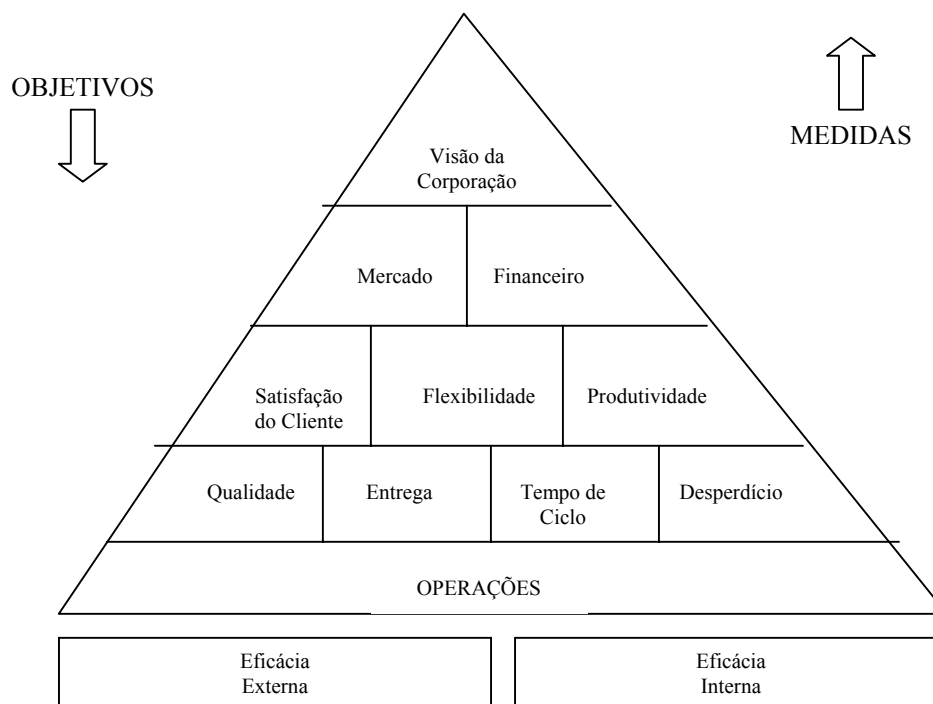 OBJETIVOS
MEDIDAS
Visão da
Corporação
Mercado
Financeiro
Satisfação
do Cliente
Flexibilidade
Produtividade
Qualidade
Entrega
Tempo de
Ciclo
Desperdício
OPERAÇÕES
Eficácia
Externa
Eficácia
Interna